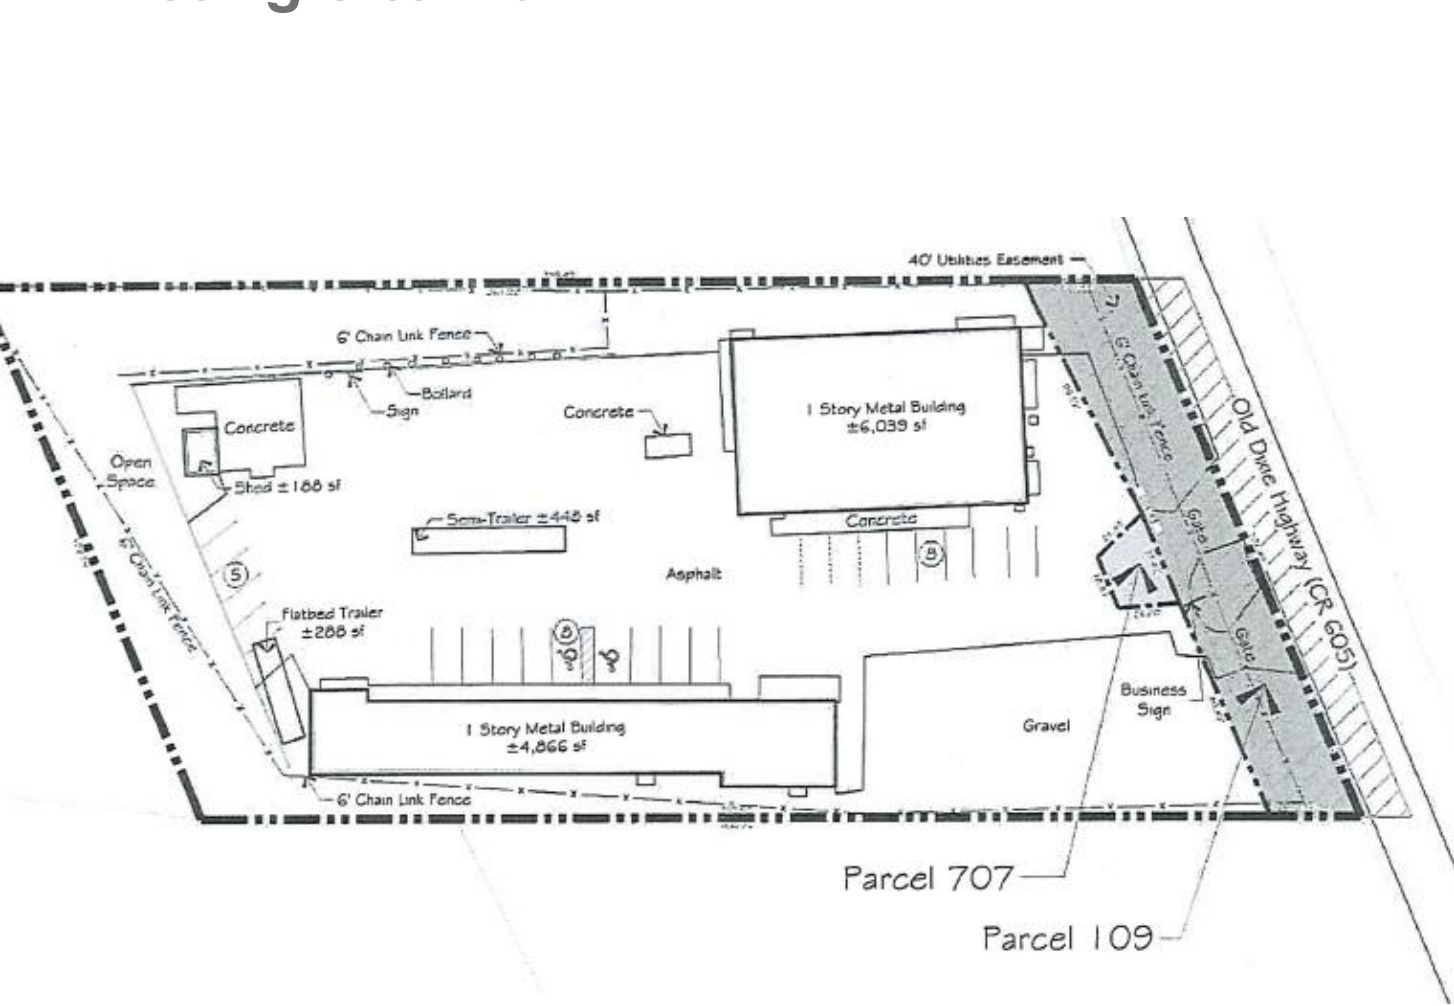 40' Utilities Easement
6' Chain Link Fence
6' Chain Link Fence
Bollard
Sign
Concrete
1 Story Metal Building
±6,039 sf
Concrete
Open
Space
Shed ±188 sf
Semi-Trailer ±448 sf
Concrete
8
Old Dixie Highway (CR 605)
Gate
5
Asphalt
6' Chain Link Fence
Flatbed Trailer
±288 sf
8
Gate
Business
Sign
Gravel
1 Story Metal Building
±4,866 sf
6' Chain Link Fence
Parcel 707
Parcel 109